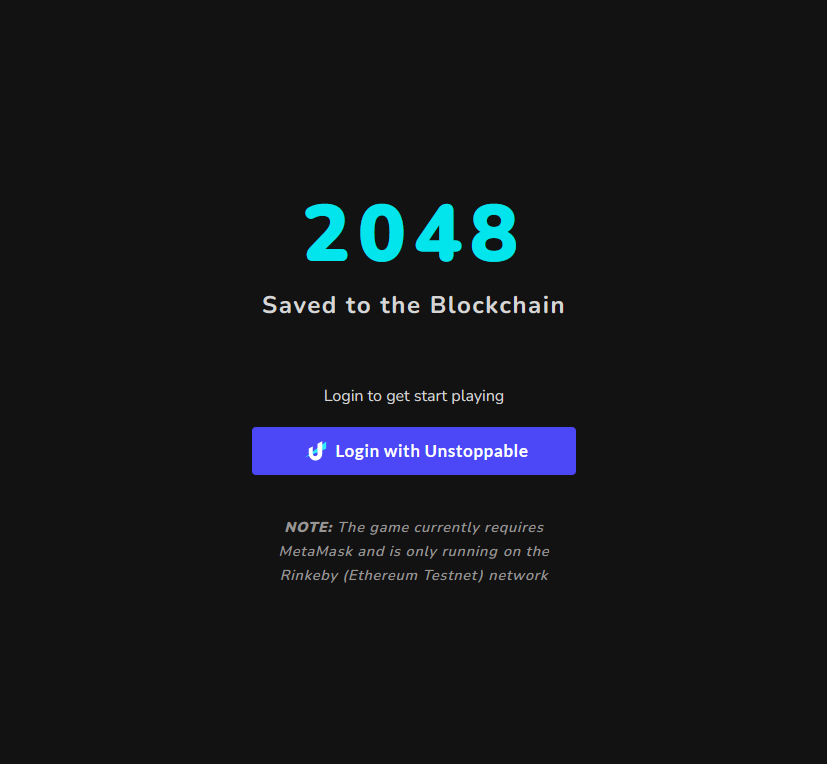 2048
Saved to the Blockchain
Login to get start playing
Login with Unstoppable
NOTE: The game currently requires
MetaMask and is only running on the
Rinkeby (Ethereum Testnet) network